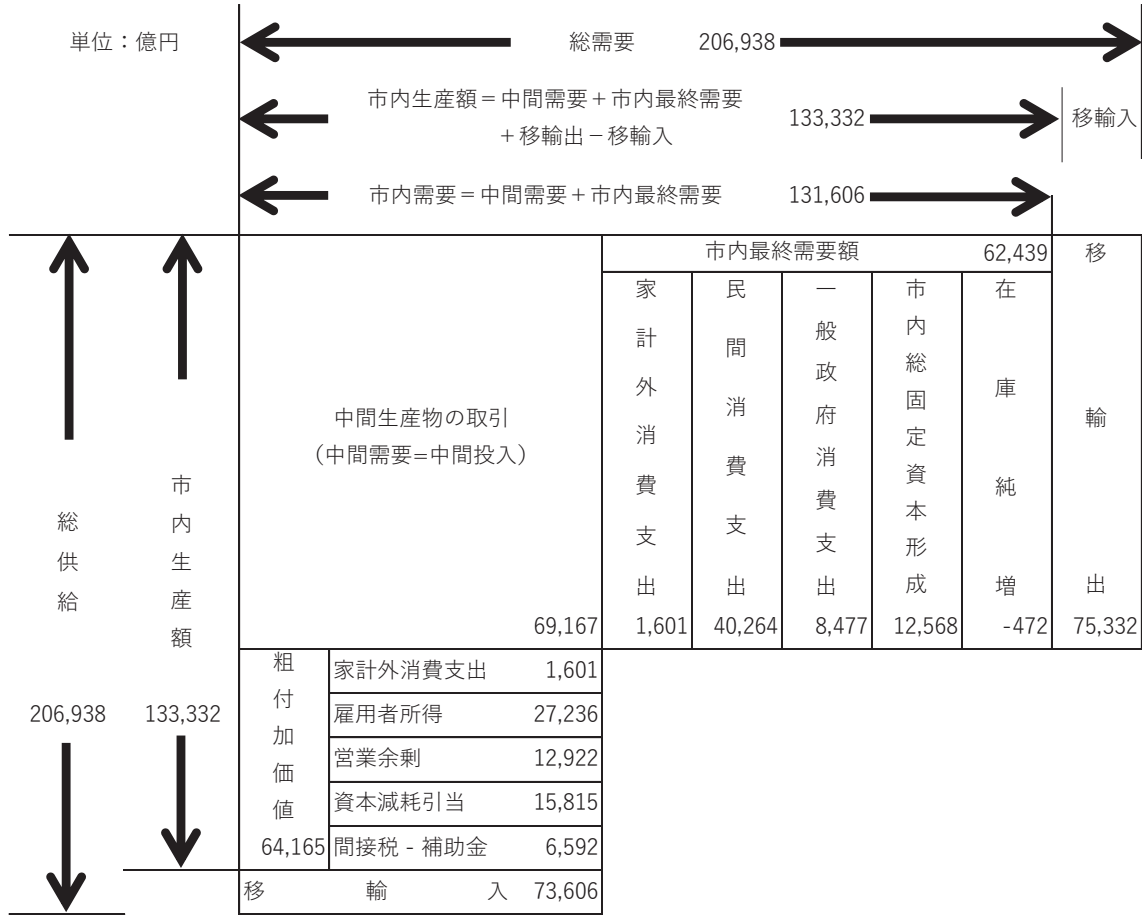 単位：億円
総需要 206,938
市内生産額＝中間需要＋市内最終需要
＋移輸出－移輸入
133,332
移輸入
市内需要＝中間需要＋市内最終需要 131,606
市内最終需要額 62,439
移輸出
家計外消費支出
民間消費支出
一般政府消費支出
市内総固定資本形成
在庫純増
中間生産物の取引
（中間需要=中間投入）
総供給
市内生産額
69,167 1,601 40,264 8,477 12,568 -472 75,332
粗付加価値
家計外消費支出 1,601
206,938 133,332
雇用者所得 27,236
営業余剰 12,922
資本減耗引当 15,815
64,165 間接税 - 補助金 6,592
移輸入 73,606